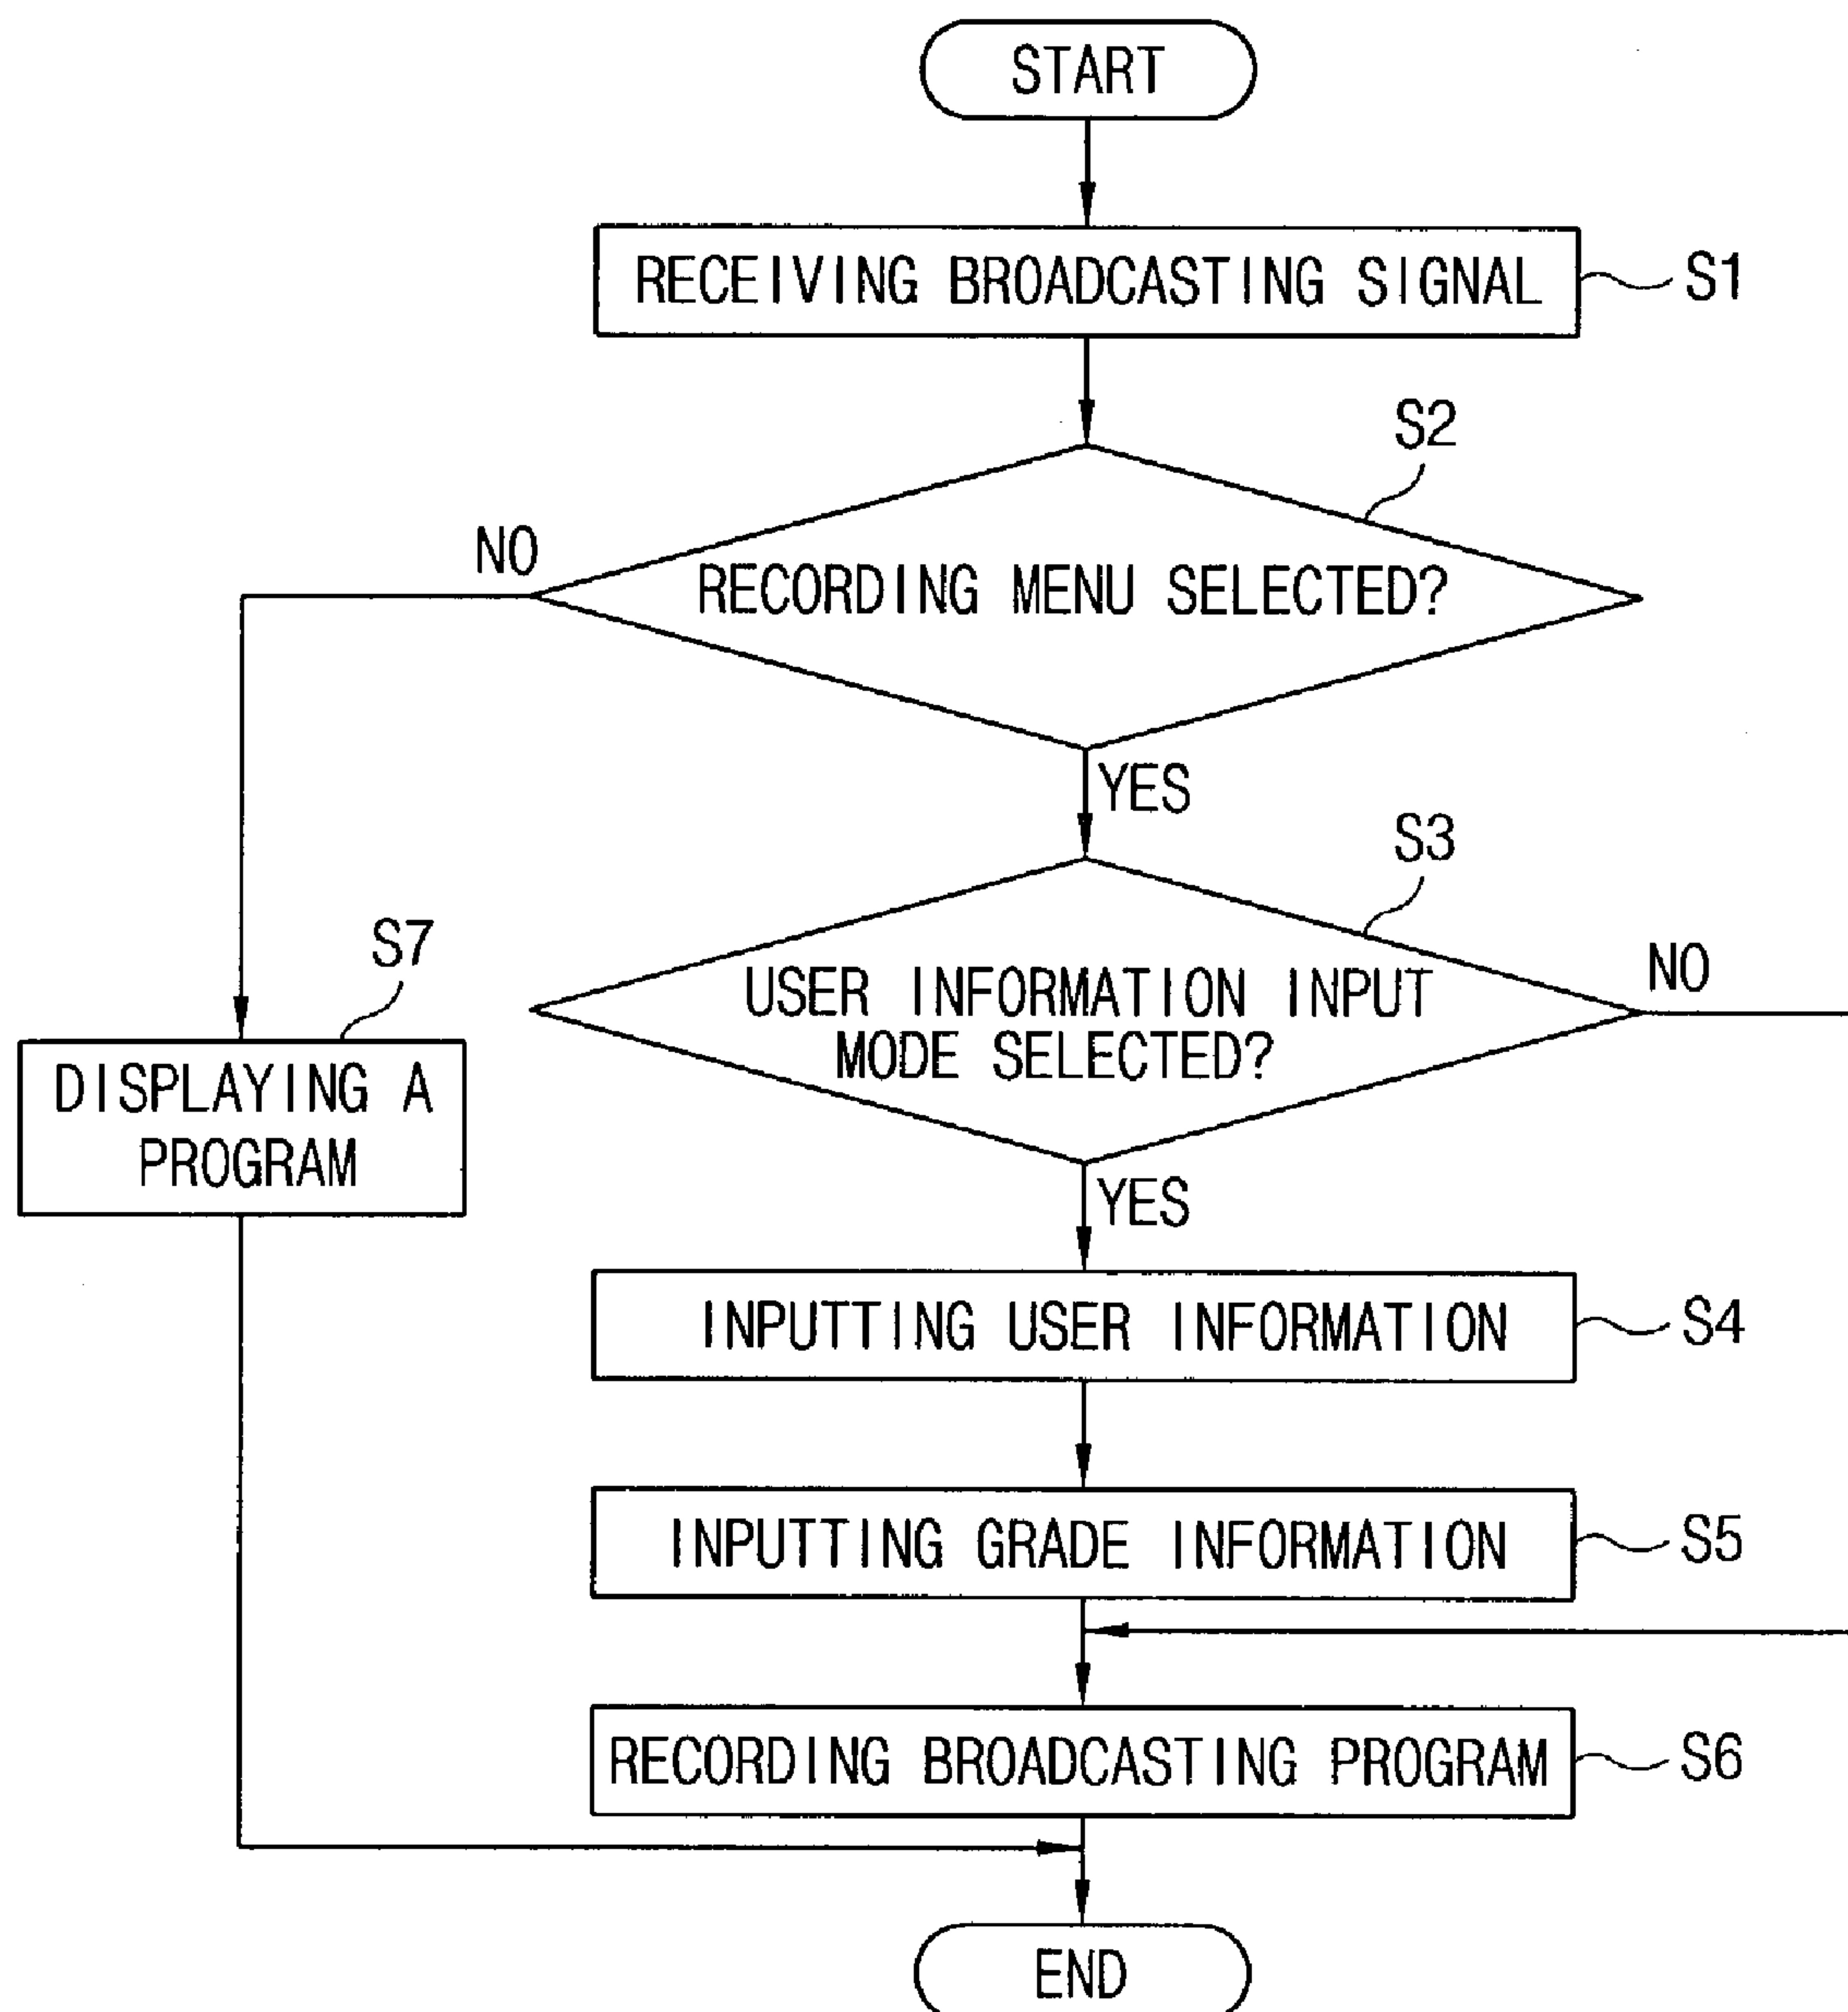 START
RECEIVING BROADCASTING SIGNAL
S1
S2
NO
RECORDING MENU SELECTED?
YES
S3
S7
NO
USER INFORMATION INPUT
MODE SELECTED?
DISPLAYING A
PROGRAM
YES
INPUTTING USER INFORMATION
S4
INPUTTING GRADE INFORMATION
S5
RECORDING BROADCASTING PROGRAM
S6
END